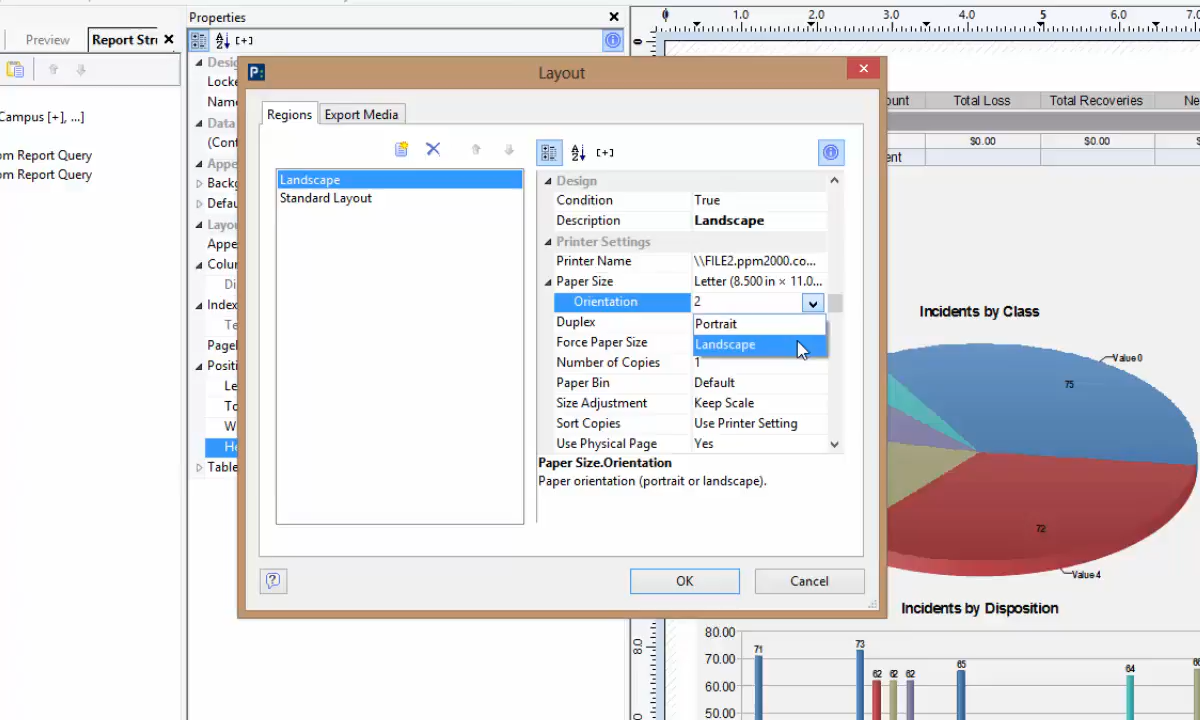 Properties
Preview
Report Stru
Layout
Regions
Export Media
Landscape
Standard Layout
Design
Condition True
Description Landscape
Printer Settings
Printer Name \\FILE2.ppm2000.co...
Paper Size Letter (8.500 in × 11.0...
Orientation 2
Portrait
Landscape
Duplex
Force Paper Size
Number of Copies 1
Paper Bin Default
Size Adjustment Keep Scale
Sort Copies Use Printer Setting
Use Physical Page Yes
Paper Size.Orientation
Paper orientation (portrait or landscape).
OK
Cancel
Campus [+], ...]
om Report Query
om Report Query
Desig
Locke
Name
Data
(Cont
Appe
Backg
Defau
Layou
Appe
Colur
Di
Index
Te
Pagel
Positi
Le
To
W
He
Table
0 1.0 2.0 3.0 4.0 5 6.0 7.0
ount Total Loss Total Recoveries Ne
$0.00 $0.00
ent
Incidents by Class
Value 0
75
72
Value 4
Incidents by Disposition
8.0
80.00
70.00
60.00
50.00
71 73 62 62 62 65 64